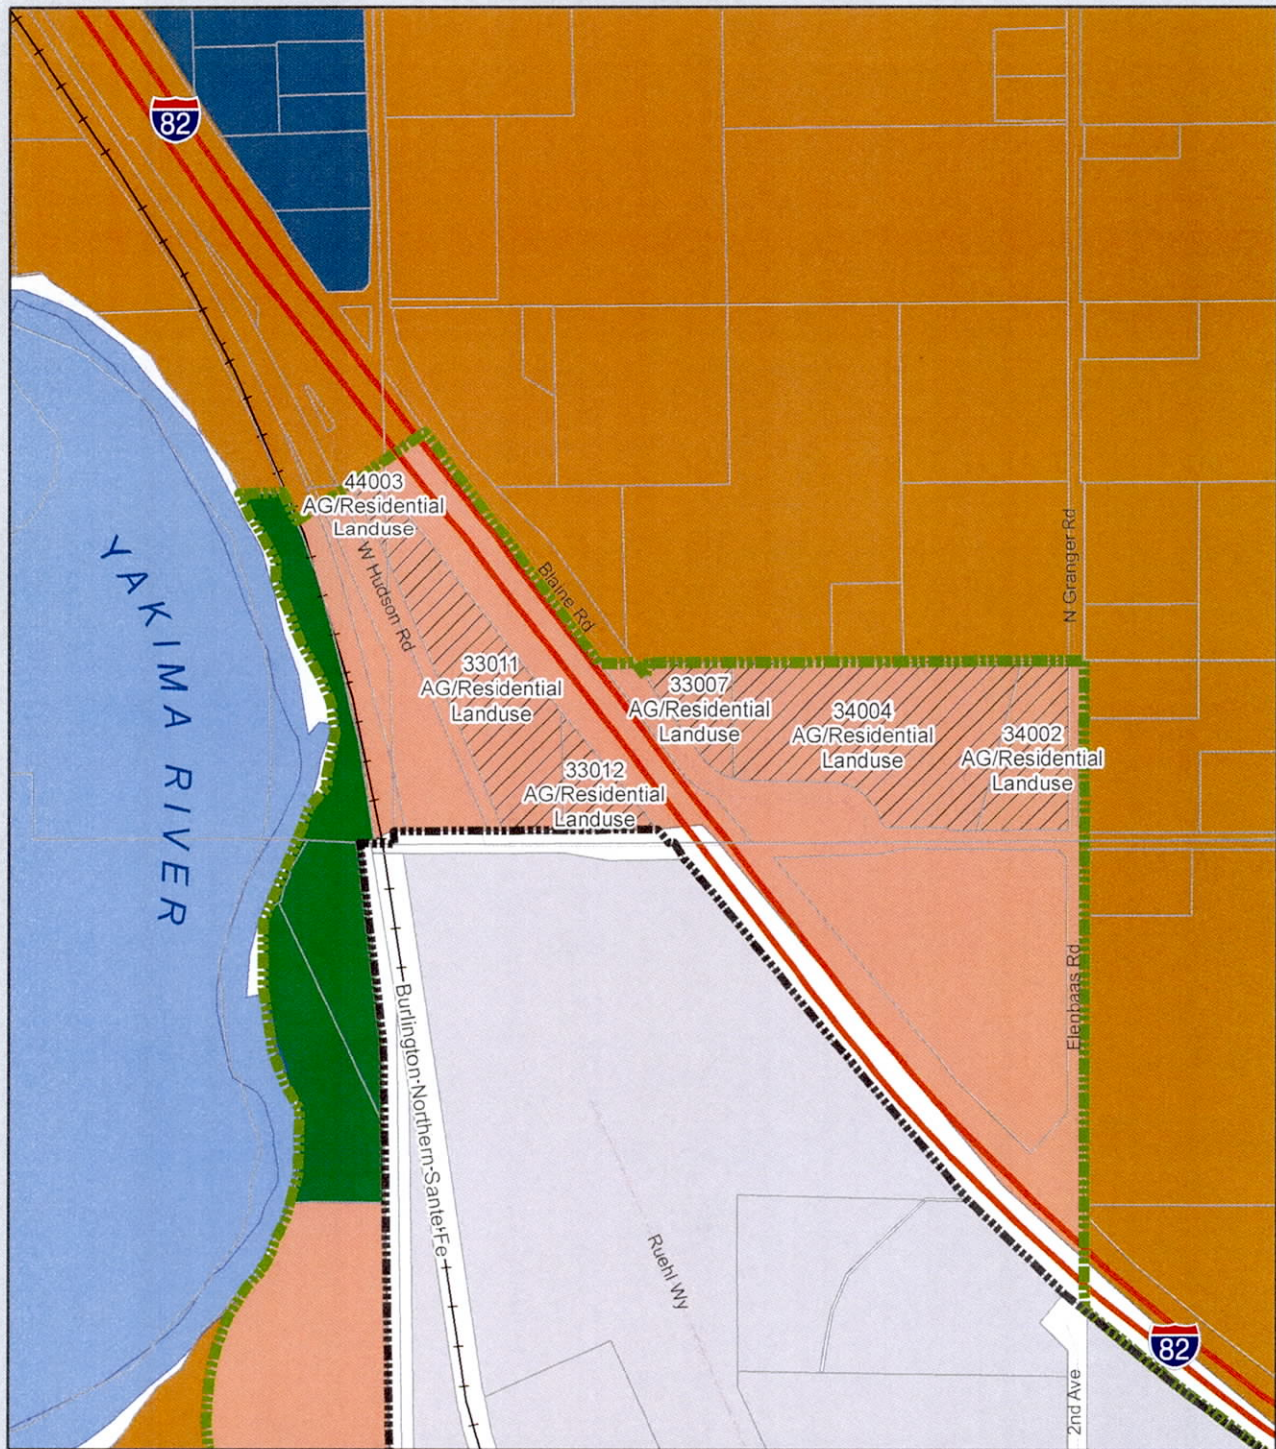 82
44003
AG/Residential
Landuse
W Hudson Rd
Blaine Rd
N Granger Rd
YAKIMA RIVER
33011
AG/Residential
Landuse
33007
AG/Residential
Landuse
34004
AG/Residential
Landuse
34002
AG/Residential
Landuse
33012
AG/Residential
Landuse
Elenbaas Rd
Burlington-Northern-Sante-Fe
Ruehl Wy
82
2nd Ave